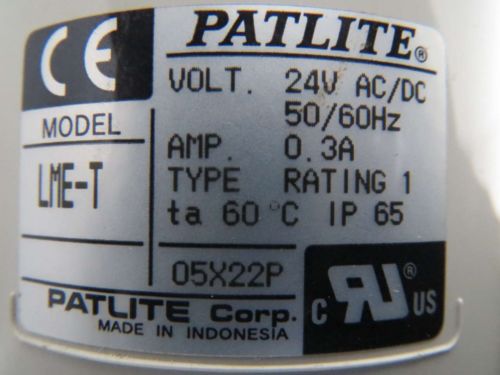 CE
PATLITE®
VOLT. 24V AC/DC
50/60Hz
MODEL
LME-T
AMP. 0.3A
TYPE RATING 1
ta 60°C IP 65
05X22P
PATLITE Corp.
MADE IN INDONESIA
C RU® US